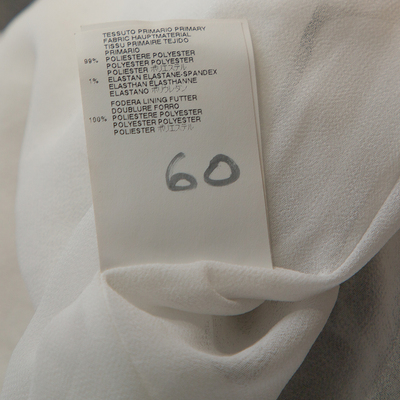 TESSUTO PRIMARIO PRIMARY
FABRIC HAUPTMATERIAL
TISSU PRIMAIRE TEJIDO
PRIMARIO
99% POLIESTERE POLYESTER
POLYESTER POLYESTER
POLIESTER ポリエステル
1% ELASTAN ELASTANE-SPANDEX
ELASTHAN ELASTHANNE
ELASTANO ポリウレタン
FODERA LINING FUTTER
DOUBLURE FORRO
100% POLIESTERE POLYESTER
POLYESTER POLYESTER
POLIESTER ポリエステル
60